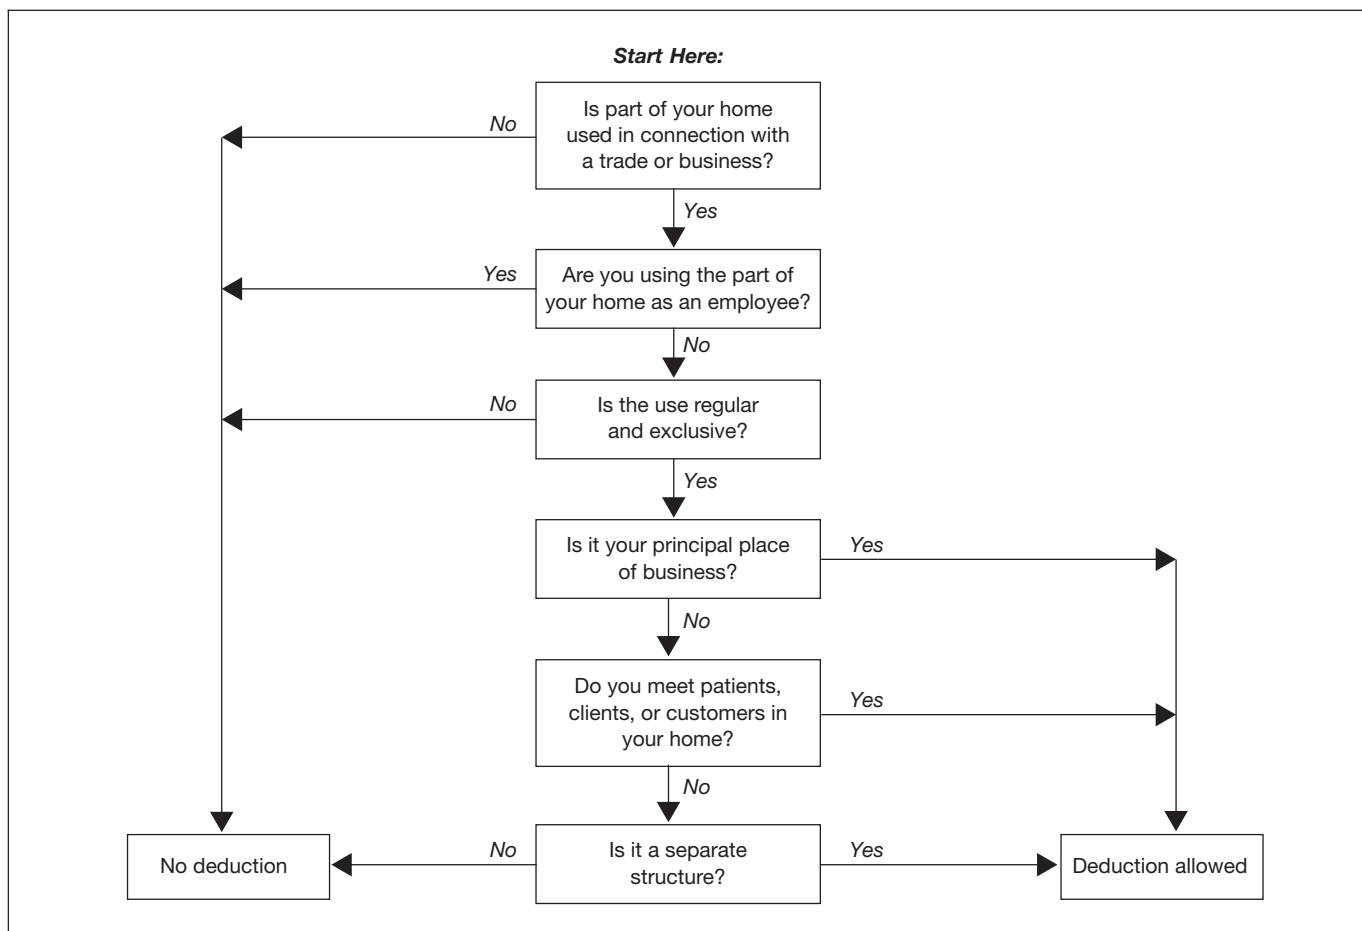 Start Here:
Is part of your home
used in connection with
a trade or business?
No
Yes
Are you using the part of
your home as an employee?
Yes
No
Is the use regular
and exclusive?
No
Yes
Is it your principal place
of business?
Yes
No
Do you meet patients,
clients, or customers in
your home?
Yes
No
Is it a separate
structure?
No
Yes
No deduction
Deduction allowed